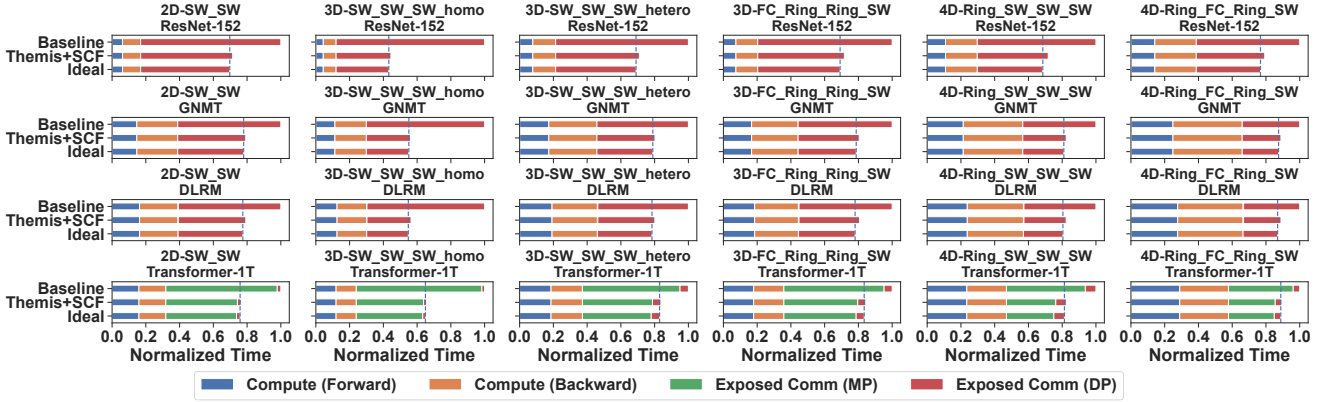 2D-SW_SW 3D-SW_SW_SW_homo 3D-SW_SW_SW_hetero 3D-FC_Ring_Ring_SW 4D-Ring_SW_SW_SW 4D-Ring_FC_Ring_SW
ResNet-152 ResNet-152 ResNet-152 ResNet-152 ResNet-152 ResNet-152
Baseline
Themis+SCF
Ideal
2D-SW_SW 3D-SW_SW_SW_homo 3D-SW_SW_SW_hetero 3D-FC_Ring_Ring_SW 4D-Ring_SW_SW_SW 4D-Ring_FC_Ring_SW
GNMT GNMT GNMT GNMT GNMT GNMT
Baseline
Themis+SCF
Ideal
2D-SW_SW 3D-SW_SW_SW_homo 3D-SW_SW_SW_hetero 3D-FC_Ring_Ring_SW 4D-Ring_SW_SW_SW 4D-Ring_FC_Ring_SW
DLRM DLRM DLRM DLRM DLRM DLRM
Baseline
Themis+SCF
Ideal
2D-SW_SW 3D-SW_SW_SW_homo 3D-SW_SW_SW_hetero 3D-FC_Ring_Ring_SW 4D-Ring_SW_SW_SW 4D-Ring_FC_Ring_SW
Transformer-1T Transformer-1T Transformer-1T Transformer-1T Transformer-1T Transformer-1T
Baseline
Themis+SCF
Ideal
0.0 0.2 0.4 0.6 0.8 1.0 0.0 0.2 0.4 0.6 0.8 1.0 0.0 0.2 0.4 0.6 0.8 1.0 0.0 0.2 0.4 0.6 0.8 1.0 0.0 0.2 0.4 0.6 0.8 1.0 0.0 0.2 0.4 0.6 0.8 1.0
Normalized Time Normalized Time Normalized Time Normalized Time Normalized Time Normalized Time
Compute (Forward) Compute (Backward) Exposed Comm (MP) Exposed Comm (DP)